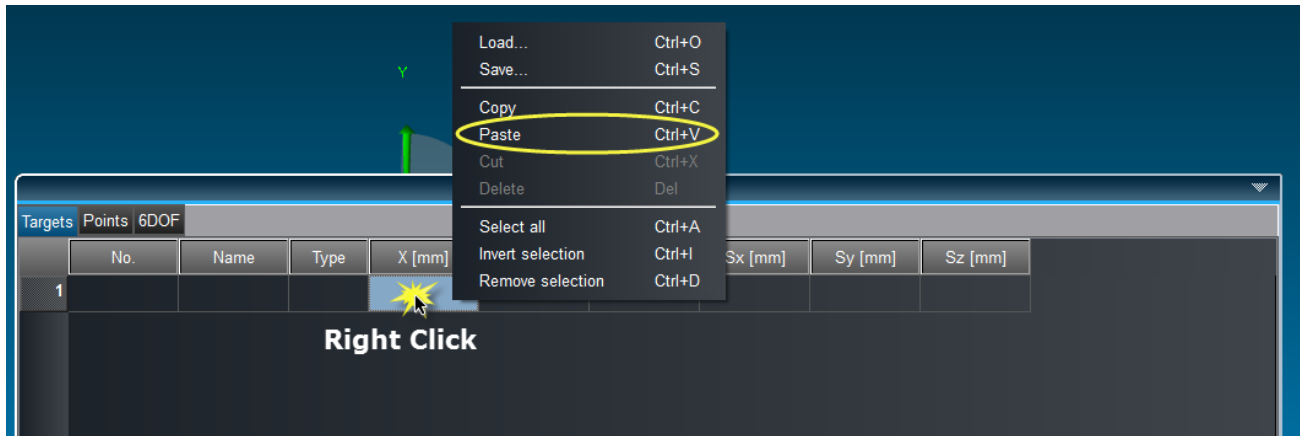 Load... Ctrl+O
Save... Ctrl+S
Y
Copy Ctrl+C
Paste Ctrl+V
Cut Ctrl+X
Delete Del
Targets Points 6DOF
Select all Ctrl+A
Invert selection Ctrl+I
Remove selection Ctrl+D
No. Name Type X [mm] Sx [mm] Sy [mm] Sz [mm]
1
Right Click